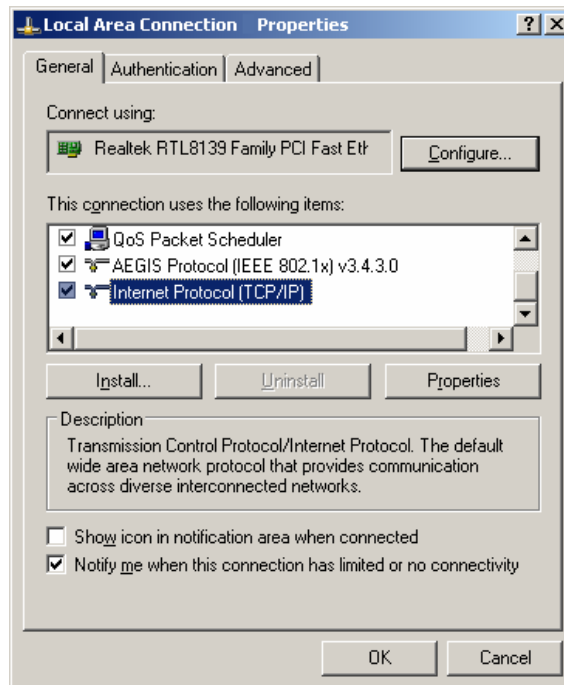 Local Area Connection Properties
General
Authentication
Advanced
Connect using:
Realtek RTL8139 Family PCI Fast Eth
Configure...
This connection uses the following items:
QoS Packet Scheduler
AEGIS Protocol (IEEE 802.1x) v3.4.3.0
Internet Protocol (TCP/IP)
Install...
Uninstall
Properties
Description
Transmission Control Protocol/Internet Protocol. The default
wide area network protocol that provides communication
across diverse interconnected networks.
Show icon in notification area when connected
Notify me when this connection has limited or no connectivity
OK
Cancel